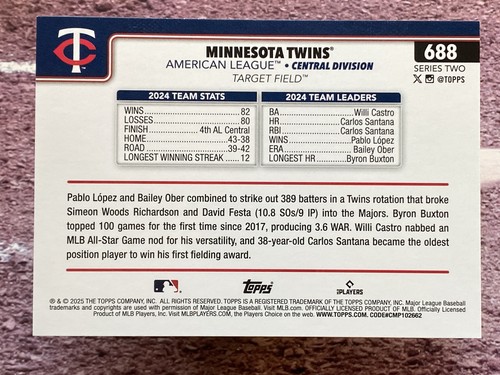 TC
MINNESOTA TWINS®
AMERICAN LEAGUE™ • CENTRAL DIVISION
TARGET FIELD™
688
SERIES TWO
@TOPPS
2024 TEAM STATS
WINS 82
LOSSES 80
FINISH 4th AL Central
HOME 43-38
ROAD 39-42
LONGEST WINNING STREAK 12
2024 TEAM LEADERS
BA Willi Castro
HR Carlos Santana
RBI Carlos Santana
WINS Pablo López
ERA Bailey Ober
LONGEST HR Byron Buxton
Pablo López and Bailey Ober combined to strike out 389 batters in a Twins rotation that broke
Simeon Woods Richardson and David Festa (10.8 SOs/9 IP) into the Majors. Byron Buxton
topped 100 games for the first time since 2017, producing 3.6 WAR. Willi Castro nabbed an
MLB All-Star Game nod for his versatility, and 38-year-old Carlos Santana became the oldest
position player to win his first fielding award.
Topps
PLAYERS
® & © 2025 THE TOPPS COMPANY, INC. ALL RIGHTS RESERVED. TOPPS IS A REGISTERED TRADEMARK OF THE TOPPS COMPANY, INC. Major League Baseball
trademarks and copyrights are used with permission of Major League Baseball. Visit MLB.com. OFFICIALLY LICENSED PRODUCT OF MLB. Officially Licensed
Product of MLB Players, Inc. Visit MLBPLAYERS.COM, the Players Choice on the web. WWW.TOPPS.COM. CODE#CMP102662